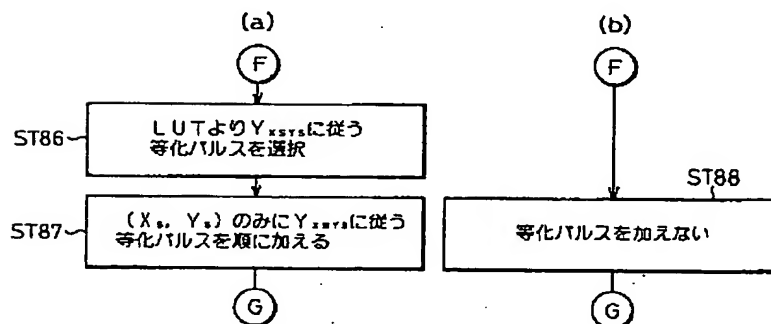 (a)
F
ST86
LUTよりYXSYSに従う
等化パルスを選択
ST87
(XS, YS)のみにYXSYSに従う
等化パルスを順に加える
G
(b)
F
ST88
等化パルスを加えない
G